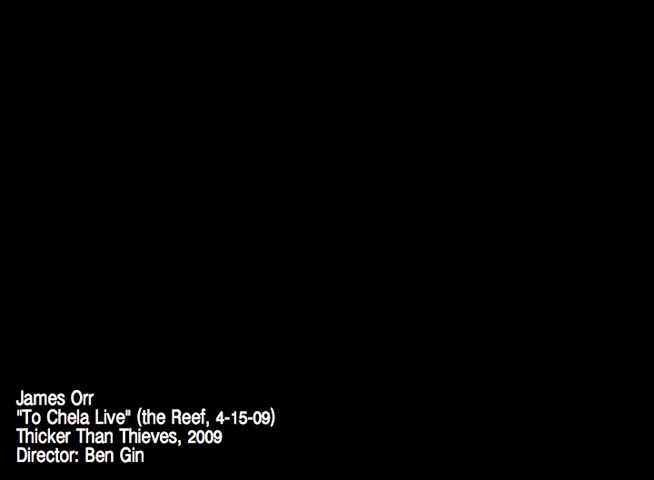 James Orr
"To Chela Live" (the Reef, 4-15-09)
Thicker Than Thieves, 2009
Director: Ben Gin